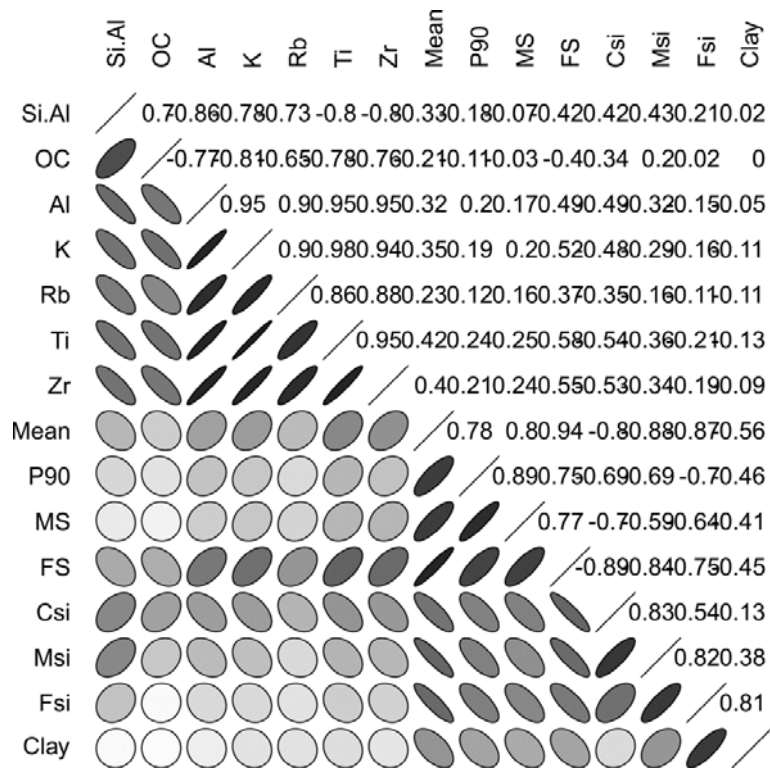 Si.Al OC Al K Rb Ti Zr Mean P90 MS FS Csi Msi Fsi Clay
Si.Al 0.70.860.780.73 -0.8 -0.80.330.180.070.420.420.430.210.02
OC -0.770.810.650.780.760.210.11-0.03 -0.40.34 0.20.02 0
Al 0.95 0.90.950.950.32 0.20.170.490.490.320.150.05
K 0.90.980.940.350.19 0.20.520.480.290.160.11
Rb 0.860.880.230.120.160.370.350.160.110.11
Ti 0.950.420.240.250.580.540.360.210.13
Zr 0.40.210.240.550.530.340.190.09
Mean 0.78 0.80.94 -0.80.880.870.56
P90 0.890.750.690.69 -0.70.46
MS 0.77 -0.70.590.640.41
FS -0.890.840.750.45
Csi 0.830.540.13
Msi 0.820.38
Fsi 0.81
Clay